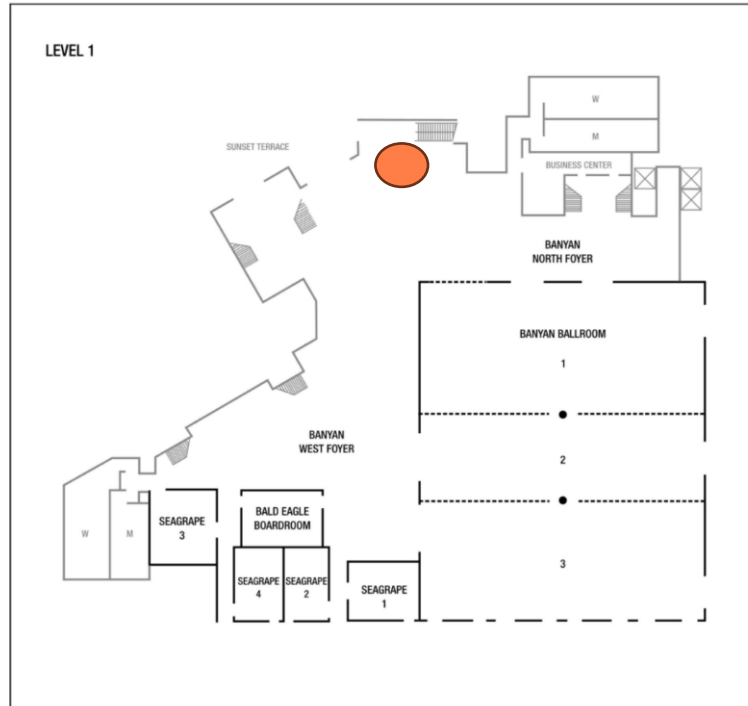 LEVEL 1
W
M
SUNSET TERRACE
BUSINESS CENTER
BANYAN
NORTH FOYER
BANYAN BALLROOM
1
2
3
BANYAN
WEST FOYER
BALD EAGLE
BOARDROOM
SEAGRAPE
3
W
M
SEAGRAPE
4
SEAGRAPE
2
SEAGRAPE
1